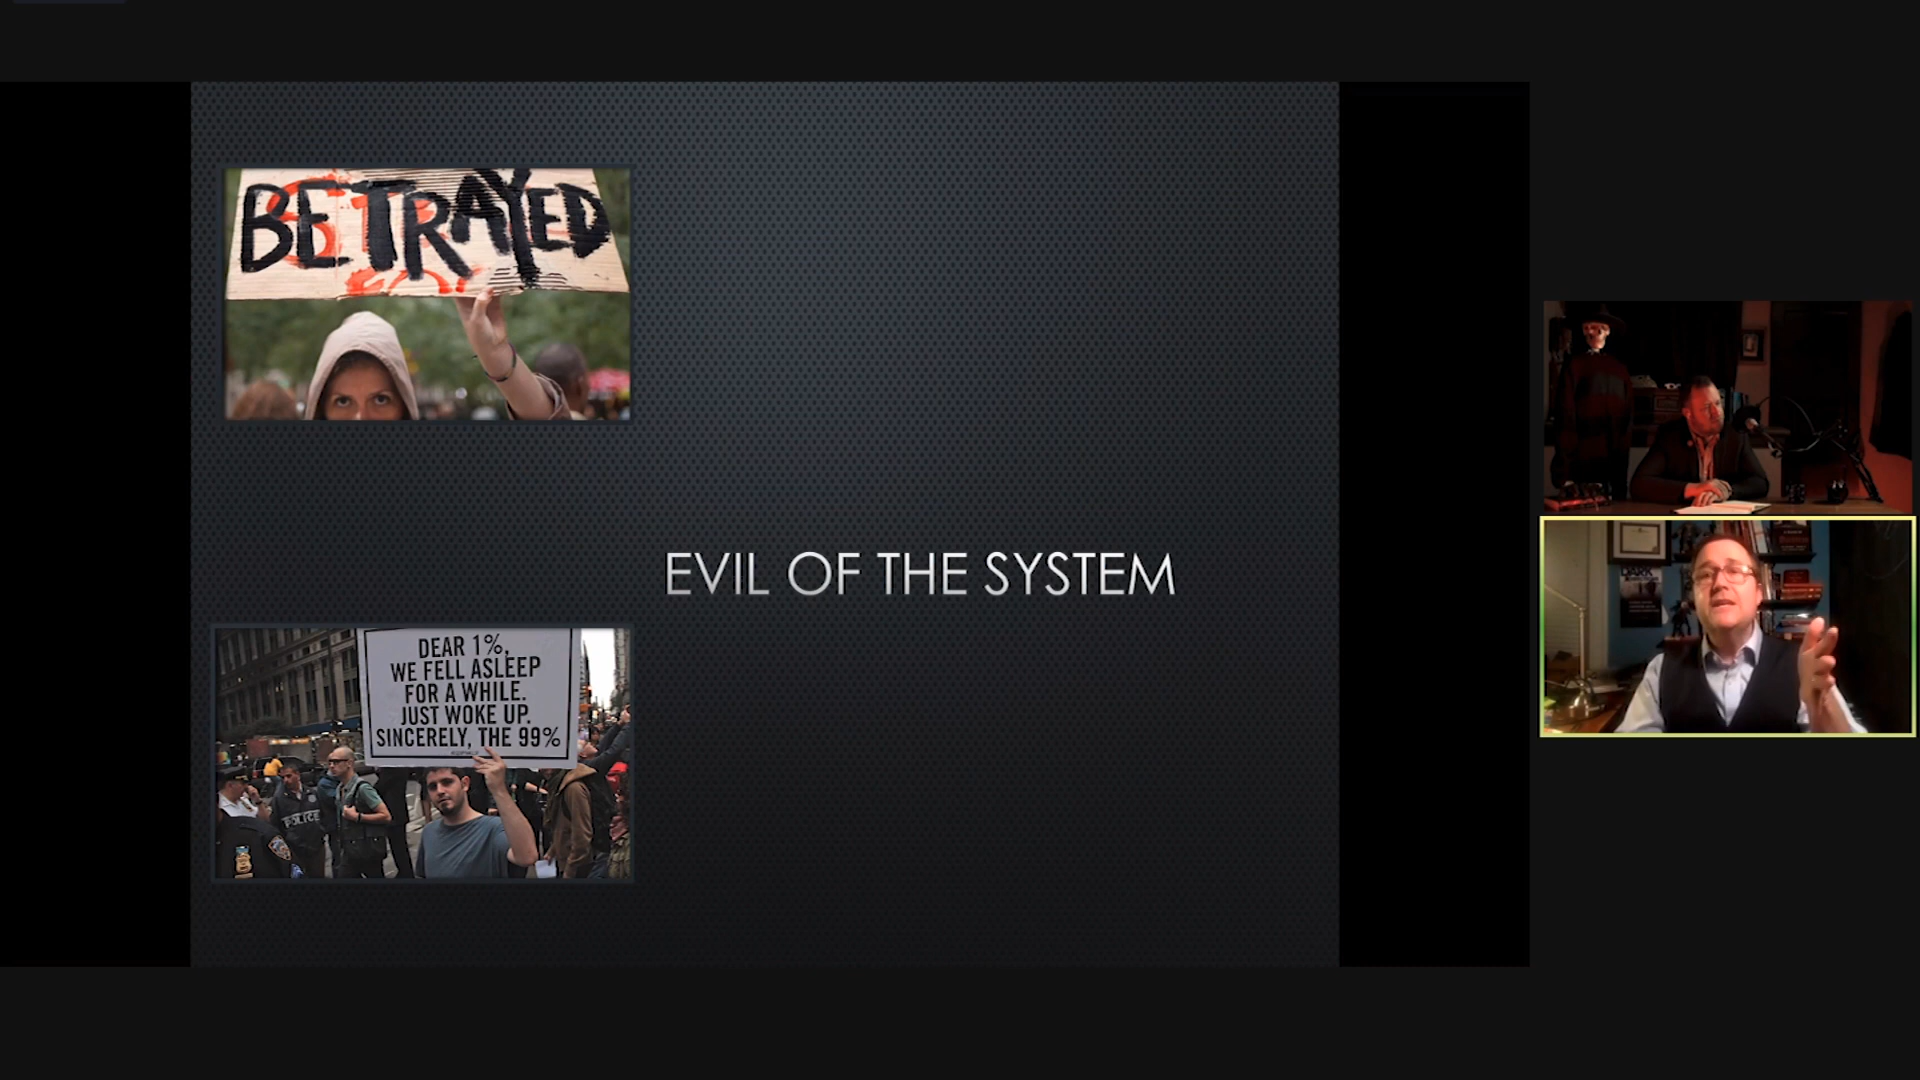 BETRAYED
EVIL OF THE SYSTEM
DEAR 1%,
WE FELL ASLEEP
FOR A WHILE.
JUST WOKE UP.
SINCERELY, THE 99%
POLICE
DARK